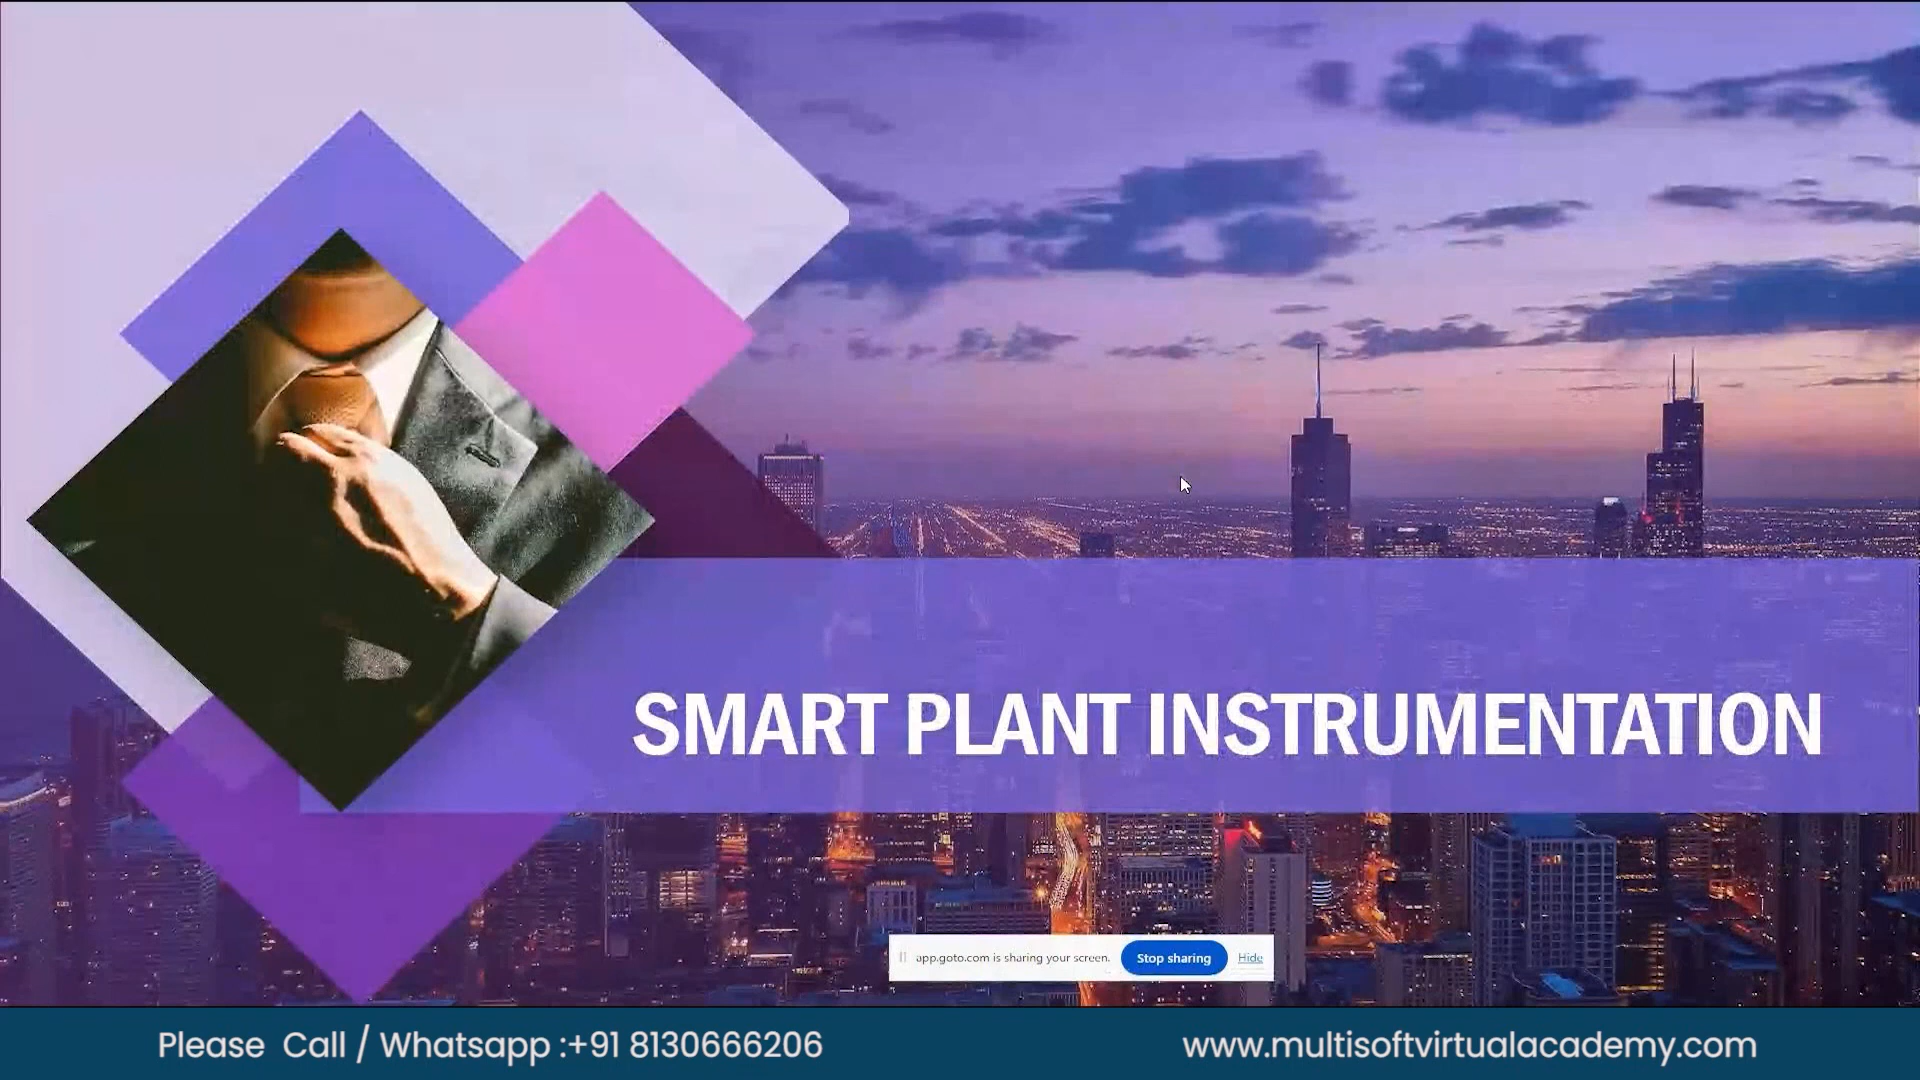 SMART PLANT INSTRUMENTATION
app.goto.com is sharing your screen. Stop sharing Hide
Please Call / Whatsapp :+91 8130666206 www.multisoftvirtualacademy.com